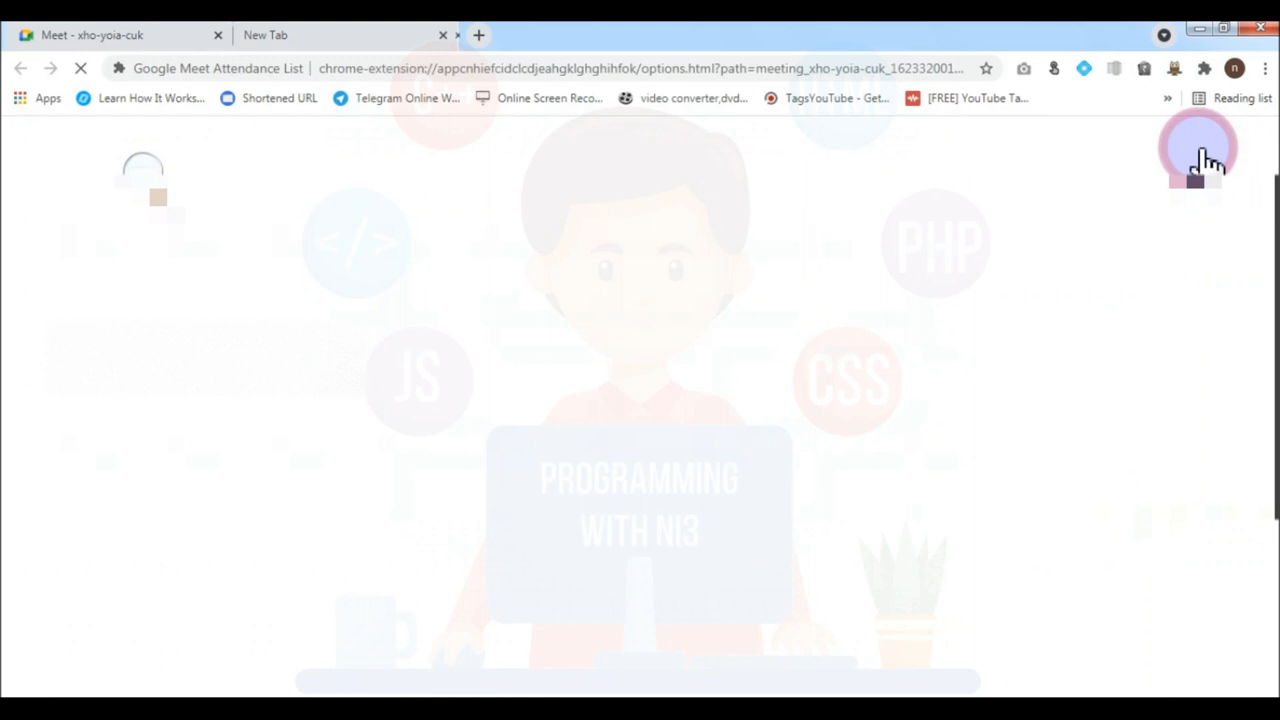 Meet - xho-yoia-cuk
New Tab
Google Meet Attendance List | chrome-extension://appcnhiefcidclcdjeahgklghghihfok/options.html?path=meeting_xho-yoia-cuk_162332001...
n
Apps
Learn How It Works...
Shortened URL
Telegram Online W...
Online Screen Reco...
video converter,dvd...
TagsYouTube - Get...
[FREE] YouTube Ta...
»
Reading list
</>
PHP
JS
CSS
PROGRAMMING
WITH NI3